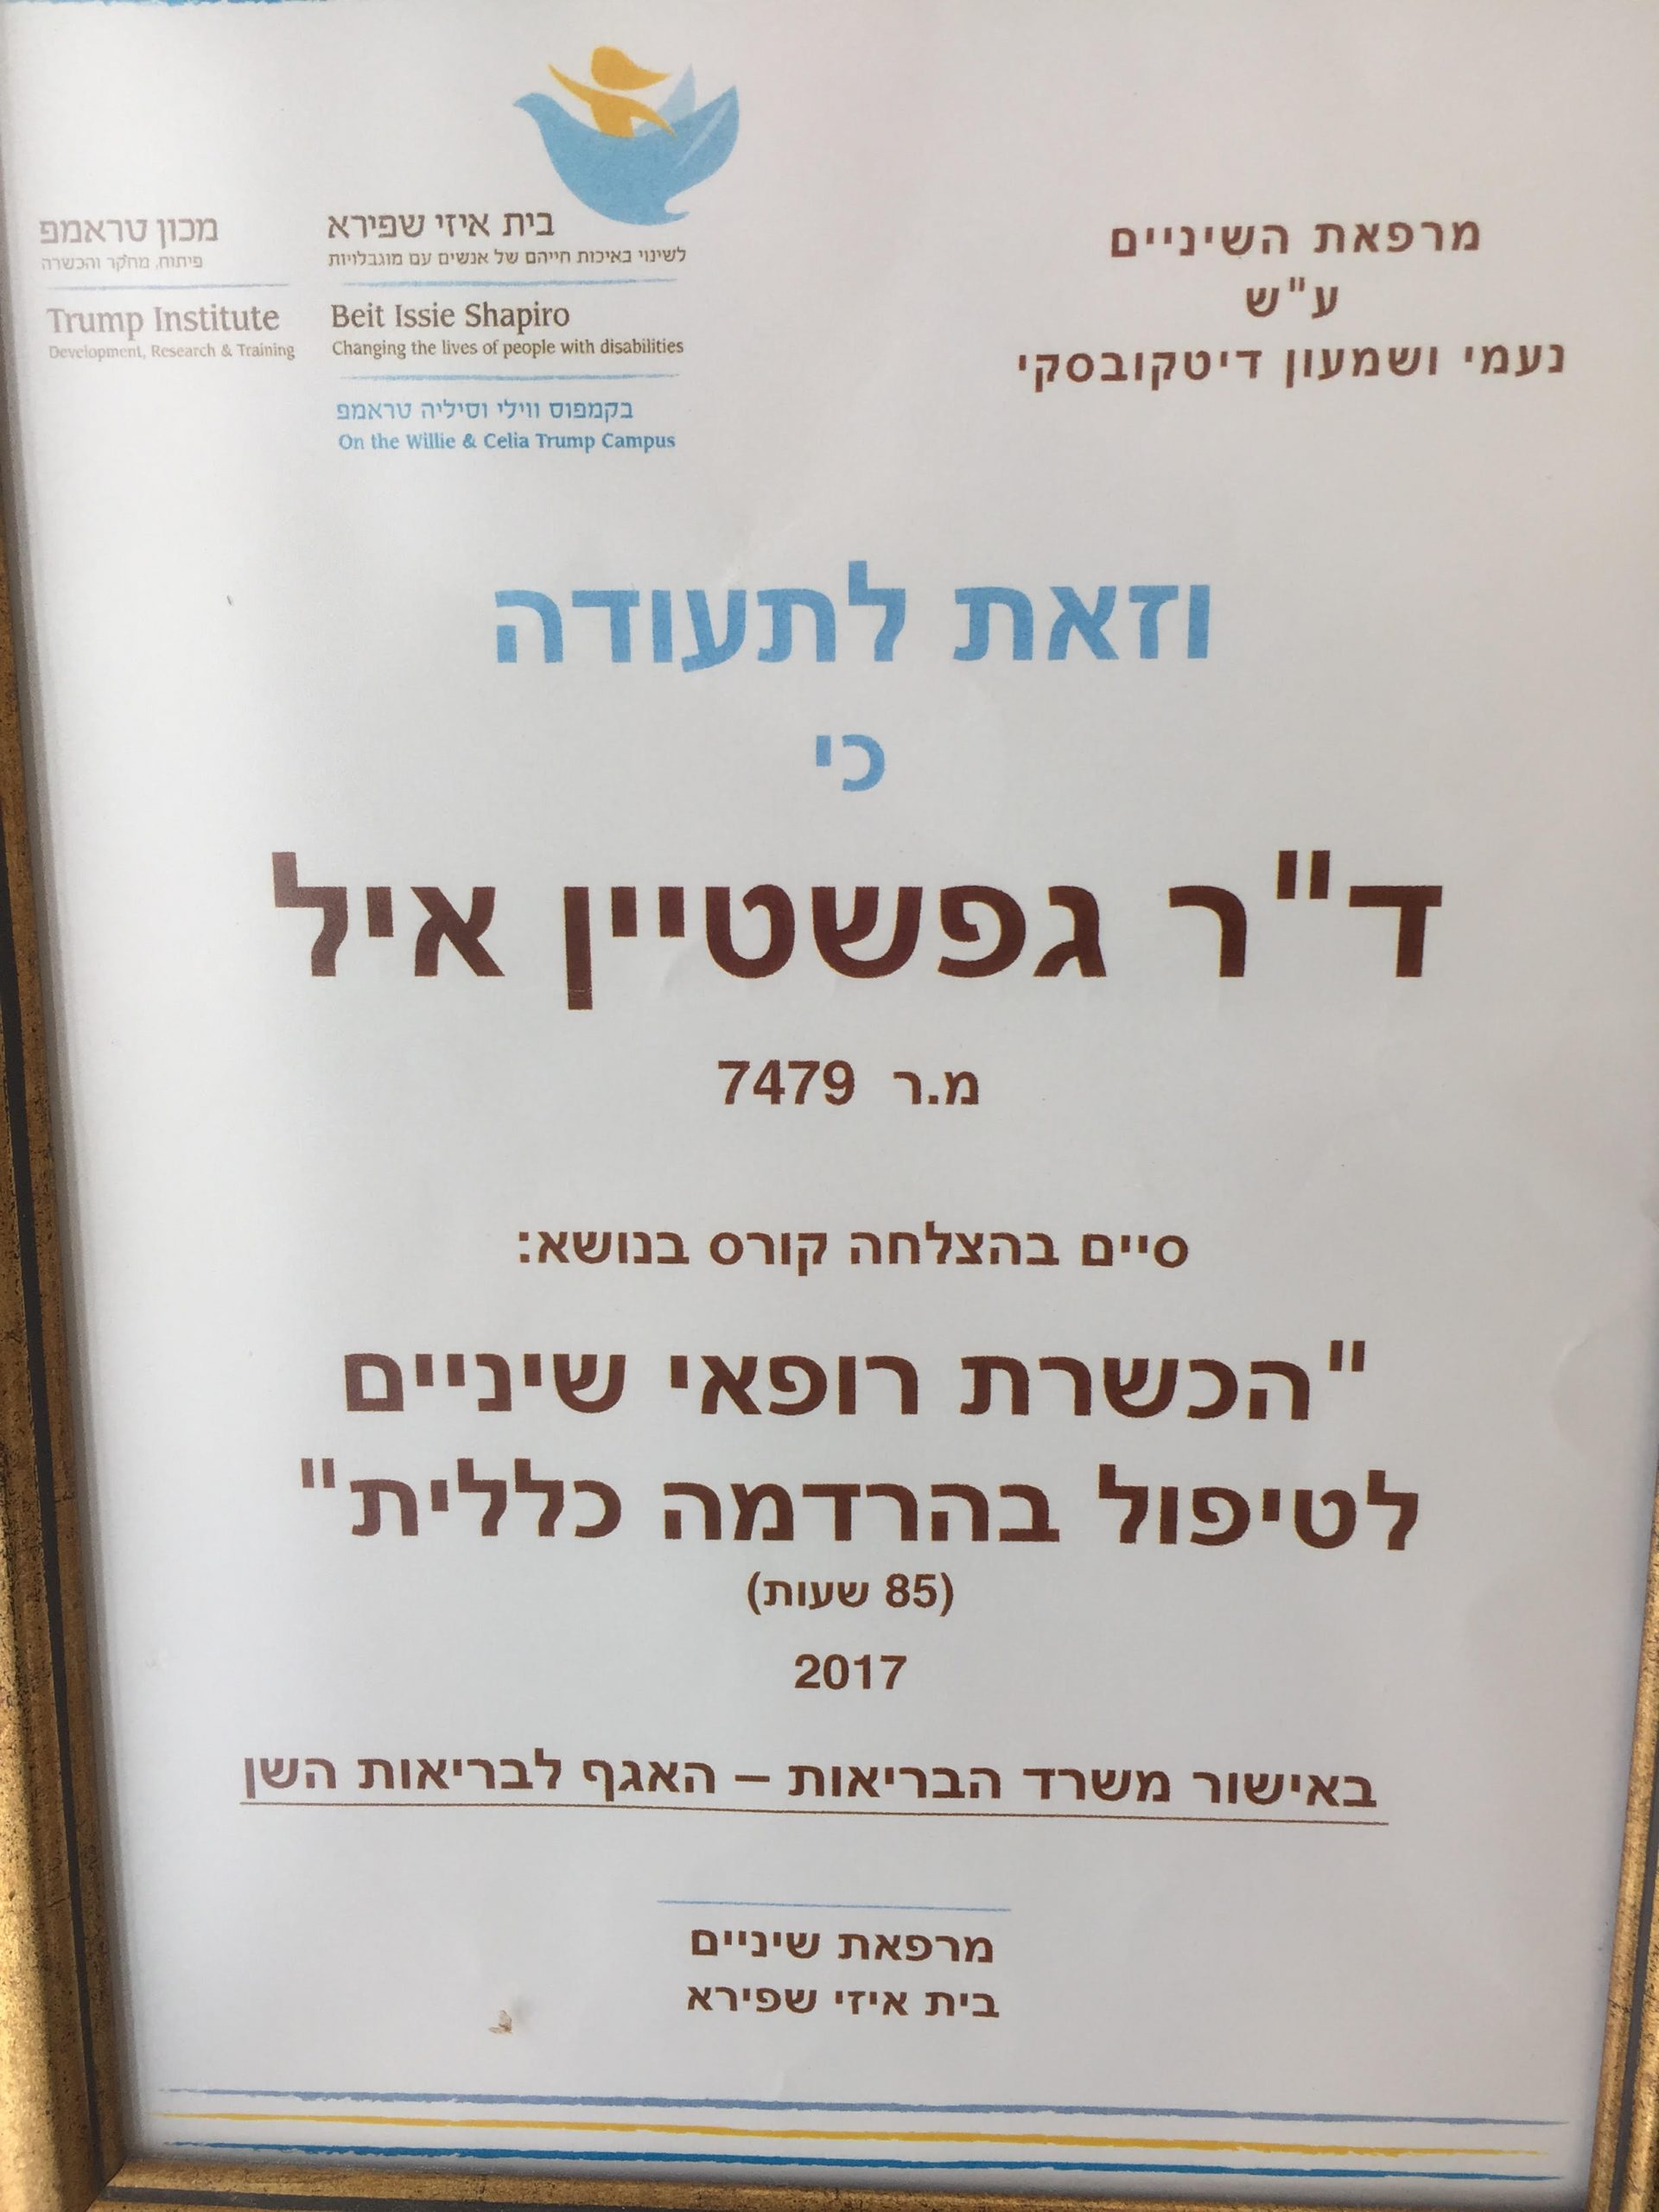 מרפאת השיניים
ע"ש
נעמי ושמעון דיטקובסקי
בית איזי שפירא
לשינוי באיכות חייהם של אנשים עם מוגבלויות
Beit Issie Shapiro
Changing the lives of people with disabilities
בקמפוס ווילי וסיליה טראמפ
On the Willie & Celia Trump Campus
מכון טראמפ
פיתוח, מחקר והכשרה
Trump Institute
Development, Research & Training
וזאת לתעודה
כי
ד"ר גפשטיין איל
מ.ר 7479
סיים בהצלחה קורס בנושא:
"הכשרת רופאי שיניים
לטיפול בהרדמה כללית"
(85 שעות)
2017
באישור משרד הבריאות – האגף לבריאות השן
מרפאת שיניים
בית איזי שפירא